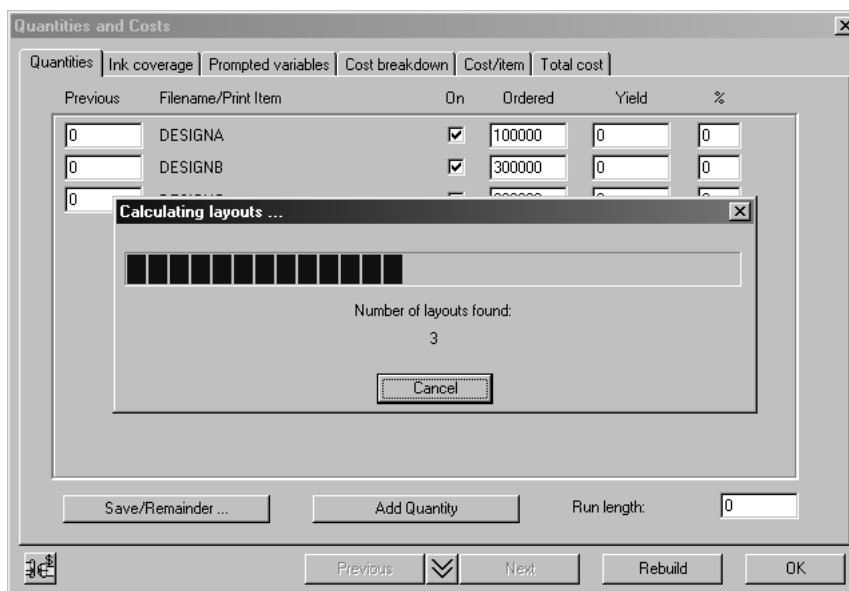 Quantities and Costs
Quantities Ink coverage Prompted variables Cost breakdown Cost/item Total cost
Previous Filename/Print Item On Ordered Yield %
0 DESIGNA 100000 0 0
0 DESIGNB 300000 0 0
0
Calculating layouts ...
Number of layouts found:
3
Cancel
Save/Remainder ... Add Quantity Run length: 0
Previous Next Rebuild OK